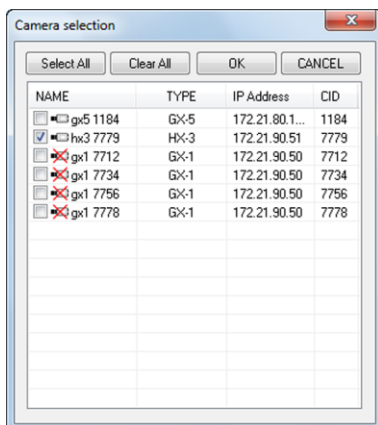 Camera selection
Select All Clear All OK CANCEL
NAME TYPE IP Address CID
gx5 1184 GX-5 172.21.80.1... 1184
hx3 7779 HX-3 172.21.90.51 7779
gx1 7712 GX-1 172.21.90.50 7712
gx1 7734 GX-1 172.21.90.50 7734
gx1 7756 GX-1 172.21.90.50 7756
gx1 7778 GX-1 172.21.90.50 7778